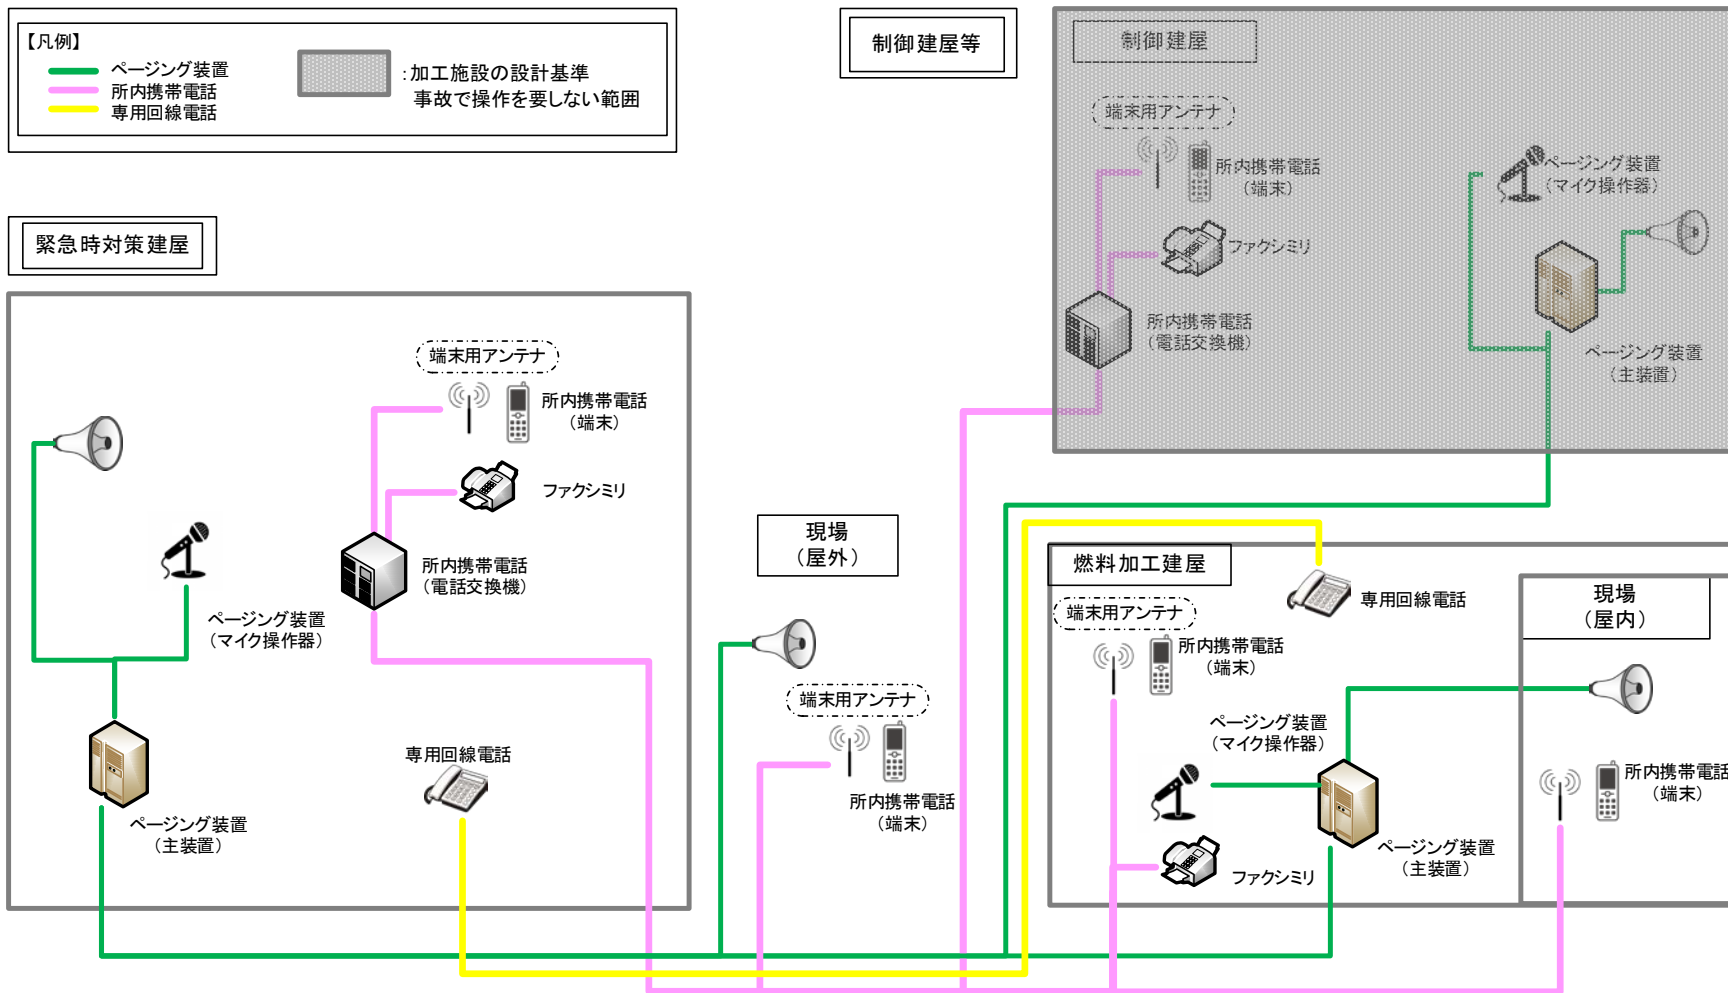 【凡例】
ページング装置
所内携帯電話
専用回線電話
:加工施設の設計基準
事故で操作を要しない範囲
制御建屋等
制御建屋
端末用アンテナ
所内携帯電話
（端末）
ファクシミリ
所内携帯電話
（電話交換機）
ページング装置
（マイク操作器）
ページング装置
（主装置）
緊急時対策建屋
端末用アンテナ
所内携帯電話
（端末）
ファクシミリ
所内携帯電話
（電話交換機）
ページング装置
（マイク操作器）
ページング装置
（主装置）
専用回線電話
現場
（屋外）
端末用アンテナ
所内携帯電話
（端末）
燃料加工建屋
専用回線電話
端末用アンテナ
所内携帯電話
（端末）
ページング装置
（マイク操作器）
ファクシミリ
ページング装置
（主装置）
現場
（屋内）
所内携帯電話
（端末）